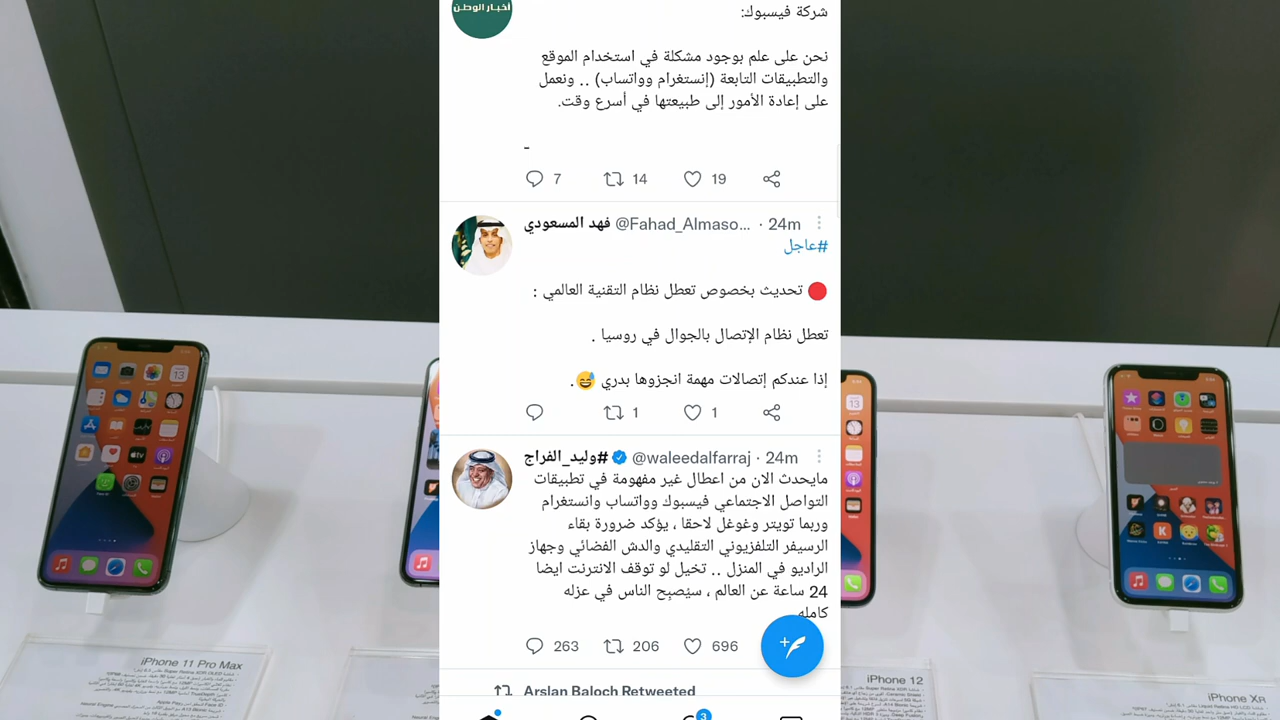 أخبار الوطن
شركة فيسبوك:
نحن على علم بوجود مشكلة في استخدام الموقع
والتطبيقات التابعة (إنستغرام وواتساب) .. ونعمل
على إعادة الأمور إلى طبيعتها في أسرع وقت.
-
7 14 19
فهد المسعودي @Fahad_Almaso... · 24m
#عاجل
🔴 تحديث بخصوص تعطل نظام التقنية العالمي :
تعطل نظام الإتصال بالجوال في روسيا .
إذا عندكم إتصالات مهمة انجزوها بدري 😅.
1 1
#وليد_الفراج @waleedalfarraj · 24m
مايحدث الان من اعطال غير مفهومة في تطبيقات
التواصل الاجتماعي فيسبوك وواتساب وانستغرام
وربما تويتر وغوغل لاحقا ، يؤكد ضرورة بقاء
الرسيفر التلفزيوني التقليدي والدش الفضائي وجهاز
الراديو في المنزل .. تخيل لو توقف الانترنت ايضا
24 ساعة عن العالم ، سيُصبِح الناس في عزله
كامله
263 206 696
Arslan Baloch Retweeted
3
iPhone 11 Pro Max
iPhone 12
iPhone XR